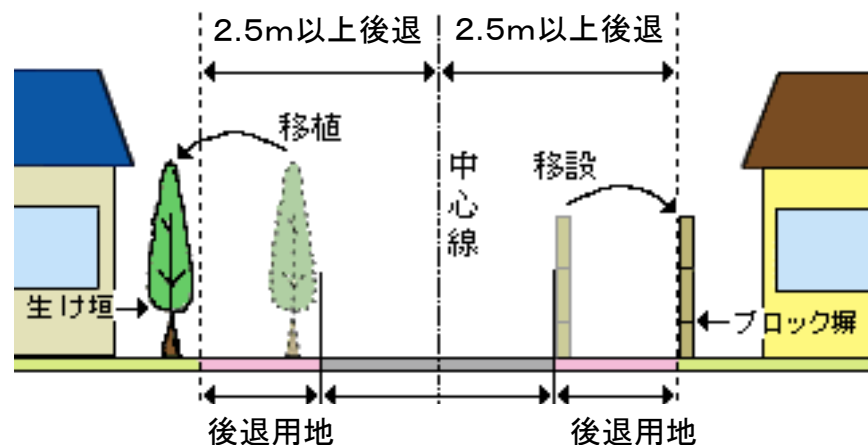 2.5m以上後退
2.5m以上後退
移植
中心線
移設
生け垣
ブロック塀
後退用地
後退用地